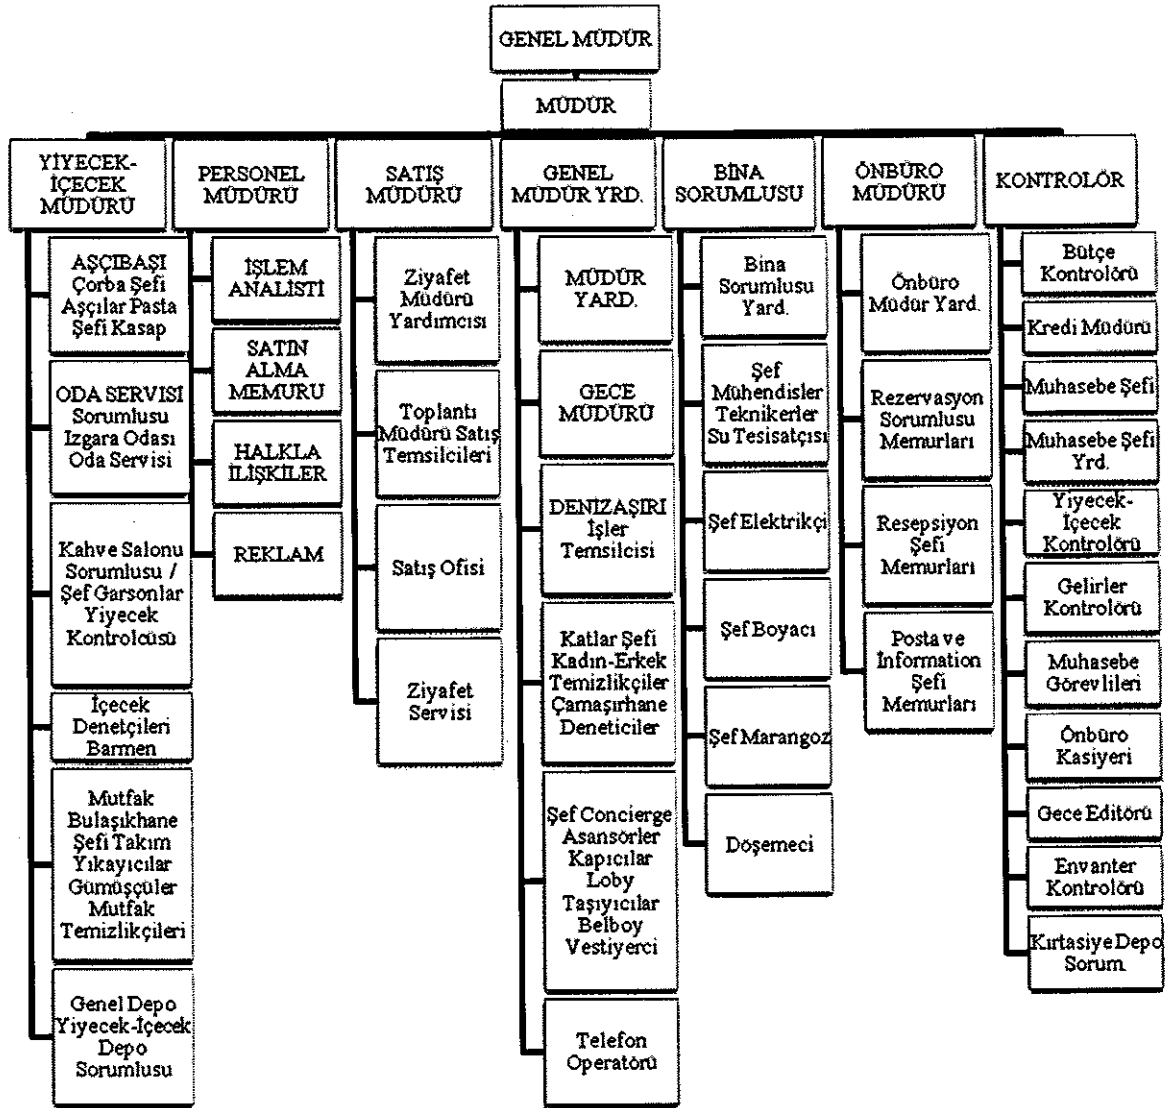 GENEL MÜDÜR
MÜDÜR
YİYECEK-
İÇECEK
MÜDÜRÜ
AŞÇIBAŞI
Çorba Şefi
Aşçılar Pasta
Şefi Kasap
ODA SERVISI
Sorumlusu
Izgara Odası
Oda Servisi
Kahve Salonu
Sorumlusu /
Şef Garsonlar
Yiyecek
Kontrolcüsü
İçecek
Denetçileri
Barmen
Mutfak
Bulaşıkhane
Şefi Takım
Yıkayıcılar
Gümüşçüler
Mutfak
Temizlikçileri
Genel Depo
Yiyecek-İçecek
Depo
Sorumlusu
PERSONEL
MÜDÜRÜ
İŞLEM
ANALİSTİ
SATIN
ALMA
MEMURU
HALKLA
İLİŞKİLER
REKLAM
SATIŞ
MÜDÜRÜ
Ziyafet
Müdürü
Yardımcısı
Toplantı
Müdürü Satış
Temsilcileri
Satış Ofisi
Ziyafet
Servisi
GENEL
MÜDÜR YRD.
MÜDÜR
YARD.
GECE
MÜDÜRÜ
DENİZAŞIRI
İşler
Temsilcisi
Katlar Şefi
Kadın-Erkek
Temizlikçiler
Çamaşırhane
Deneticiler
Şef Concierge
Asansörler
Kapıcılar
Loby
Taşıyıcılar
Belboy
Vestiyerci
Telefon
Operatörü
BİNA
SORUMLUSU
Bina
Sorumlusu
Yard.
Şef
Mühendisler
Teknikerler
Su Tesisatçısı
Şef Elektrikçi
Şef Boyacı
Şef Marangoz
Döşemeci
ÖNBÜRO
MÜDÜRÜ
Önbüro
Müdür Yard.
Rezervasyon
Sorumlusu
Memurları
Resepsiyon
Şefi
Memurları
Posta ve
İnformation
Şefi
Memurları
KONTROLÖR
Bütçe
Kontrolörü
Kredi Müdürü
Muhasebe Şefi
Muhasebe Şefi
Yrd.
Yiyecek-
İçecek
Kontrolörü
Gelirler
Kontrolörü
Muhasebe
Görevlileri
Önbüro
Kasiyeri
Gece Editörü
Envanter
Kontrolörü
Kırtasiye Depo
Sorum.